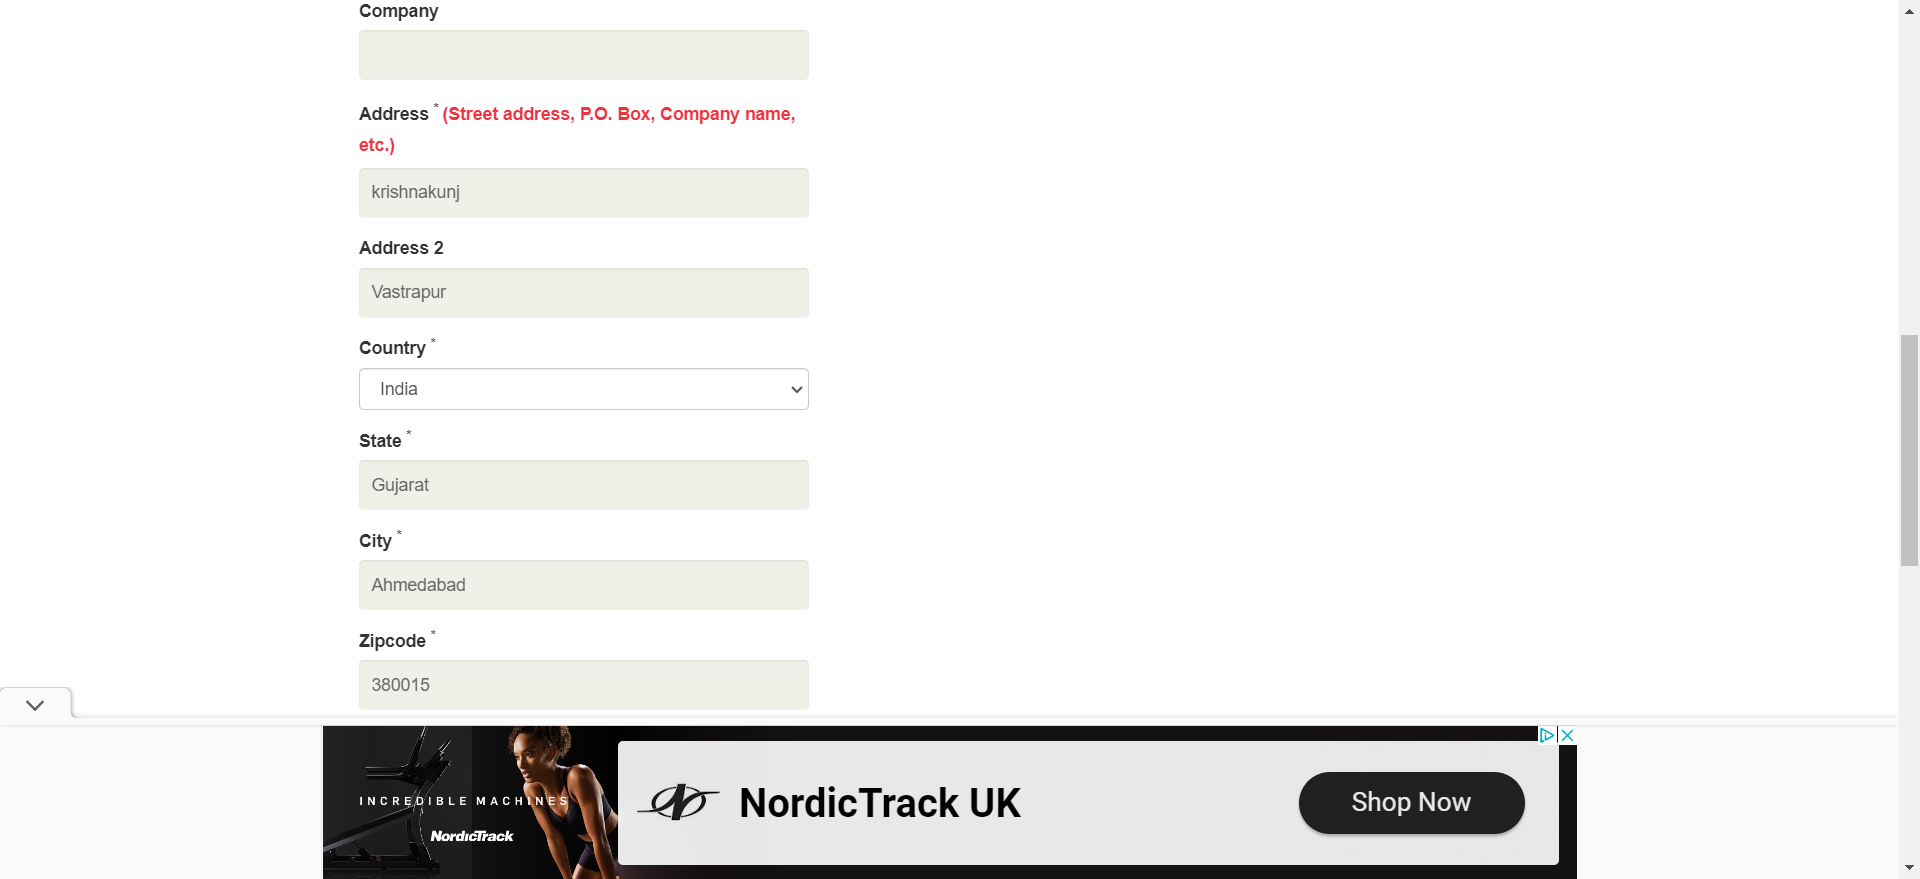 Company
Address * (Street address, P.O. Box, Company name,
etc.)
krishnakunj
Address 2
Vastrapur
Country *
India
State *
Gujarat
City *
Ahmedabad
Zipcode *
380015
INCREDIBLE MACHINES
NordicTrack
NordicTrack UK
Shop Now